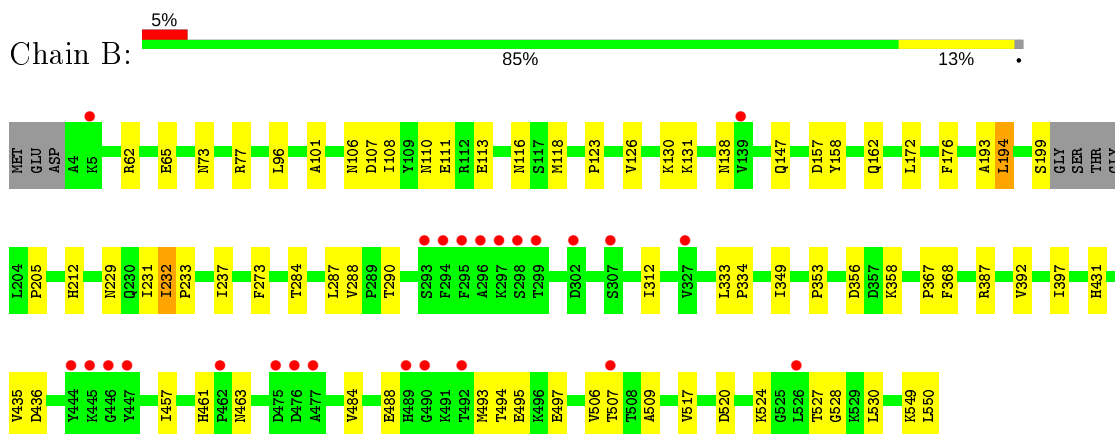 5%
Chain B:
85% 13% •
MET GLU ASP A4 K5 R62 E65 N73 R77 L96 A101 N106 D107 I108 Y109 N110 E111 R112 E113 N116 S117 M118 P123 V126 K130 K131 N138 V139 Q147 D157 Y158 Q162 L172 F176 A193 L194 S199 GLY SER THR GLY
L204 P205 H212 N229 Q230 I231 I232 P233 I237 F273 T284 L287 V288 P289 T290 S293 F294 F295 A296 K297 S298 T299 D302 S307 I312 V327 L333 P334 I349 P353 D356 D357 K358 P367 F368 R387 V392 I397 H431
V435 D436 Y444 K445 G446 Y447 I457 H461 P462 N463 D475 D476 A477 V484 E488 H489 G490 K491 T492 M493 T494 E495 K496 E497 V506 T507 T508 A509 V517 D520 K524 G525 L526 T527 G528 K529 L530 K549 L550